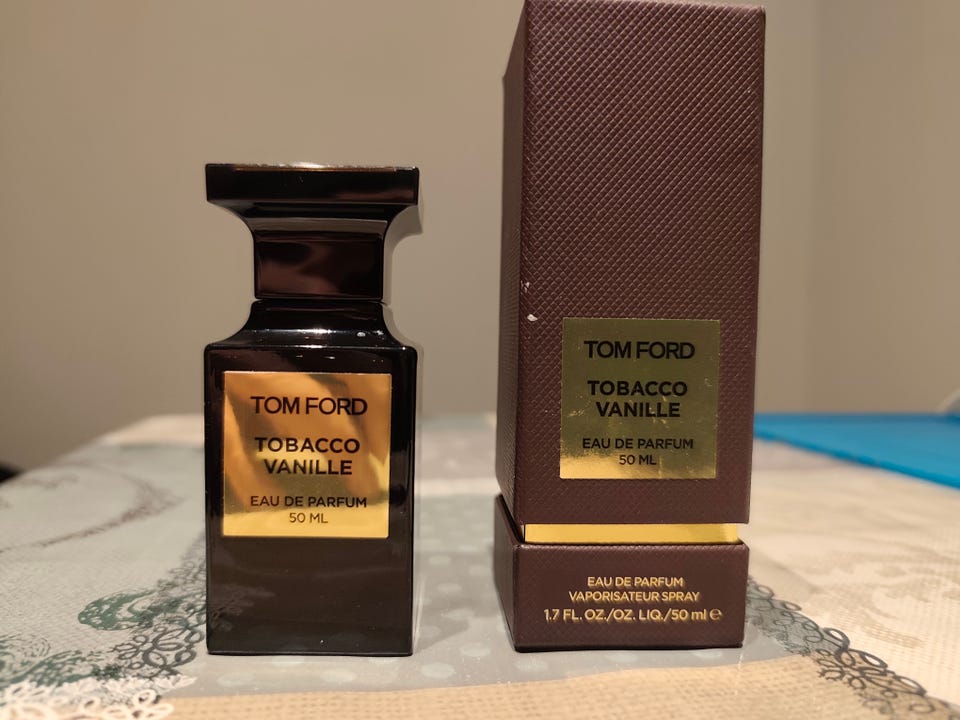 TOM FORD
TOBACCO
VANILLE
EAU DE PARFUM
50 ML
TOM FORD
TOBACCO
VANILLE
EAU DE PARFUM
50 ML
EAU DE PARFUM
VAPORISATEUR SPRAY
1.7 FL. OZ./OZ. LIQ./50 ml ℮